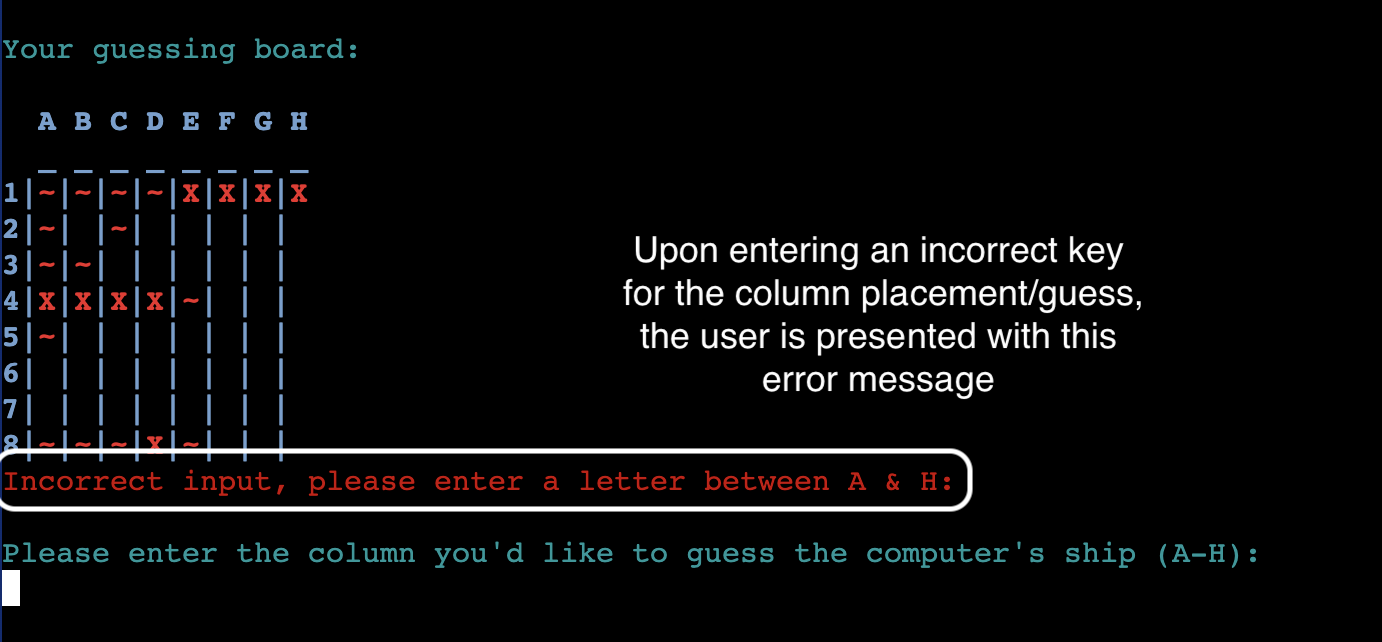 Your guessing board:
A B C D E F G H
_ _ _ _ _ _ _ _
1|~|~|~|~|X|X|X|X
2|~| |~| | | | |
3|~|~| | | | | |
4|X|X|X|X|~| | |
5|~| | | | | | |
6| | | | | | | |
7| | | | | | | |
8|~|~|~|X|~| | |
Upon entering an incorrect key
for the column placement/guess,
the user is presented with this
error message
Incorrect input, please enter a letter between A & H:
Please enter the column you'd like to guess the computer's ship (A-H):